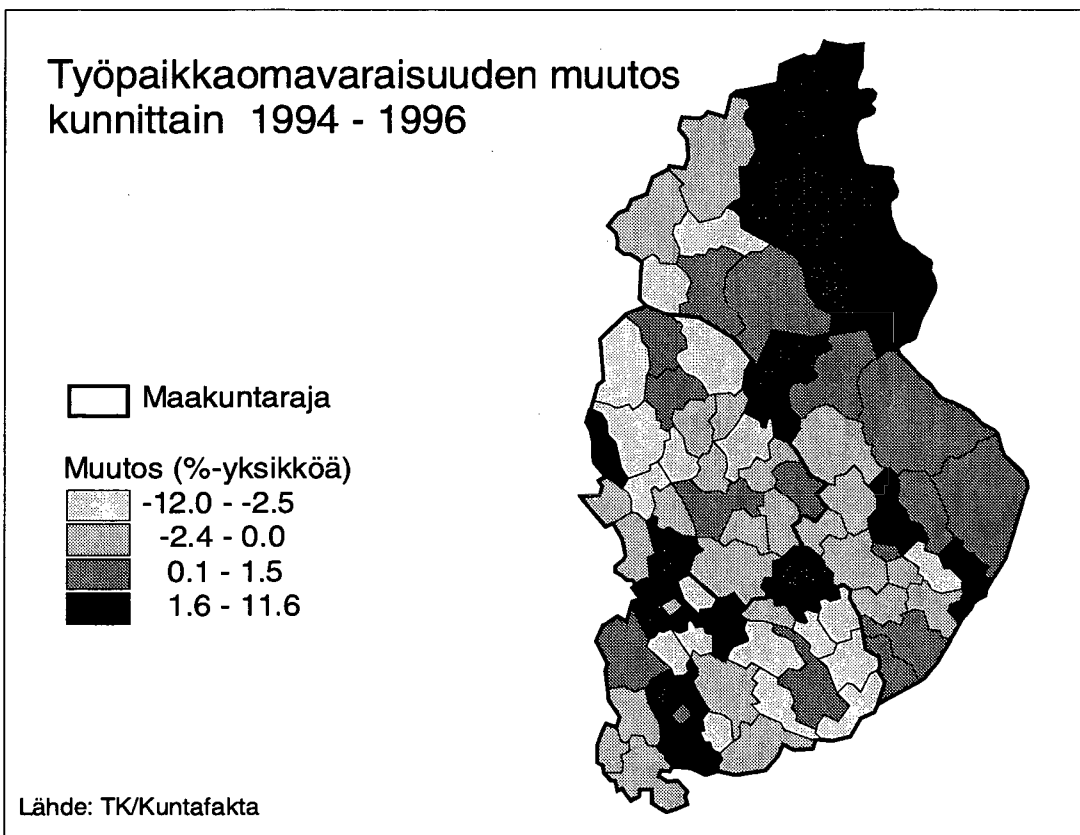 Työpaikkaomavaraisuuden muutos
kunnittain 1994 - 1996
Maakuntaraja
Muutos (%-yksikköä)
-12.0 - -2.5
-2.4 - 0.0
0.1 - 1.5
1.6 - 11.6
Lähde: TK/Kuntafakta